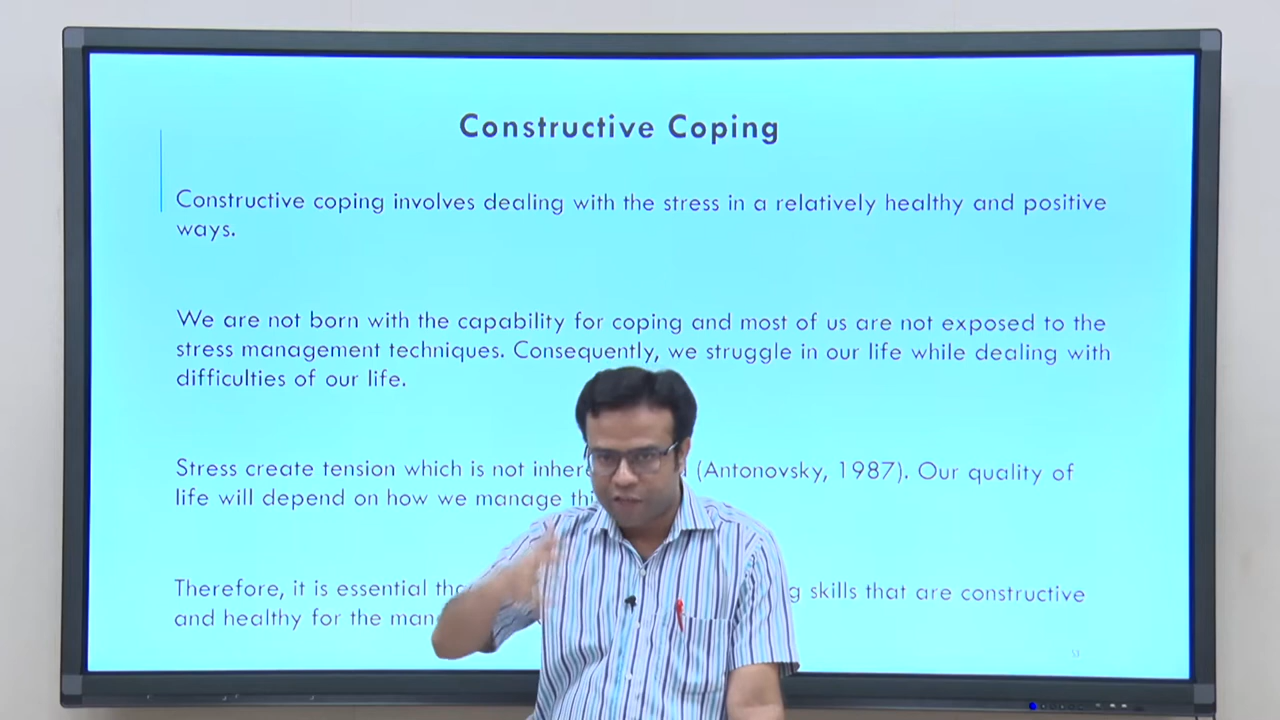 Constructive Coping
Constructive coping involves dealing with the stress in a relatively healthy and positive
ways.
We are not born with the capability for coping and most of us are not exposed to the
stress management techniques. Consequently, we struggle in our life while dealing with
difficulties of our life.
Stress create tension which is not (Antonovsky, 1987). Our quality of
life will depend on how we manage
Therefore, it is essential skills that are constructive
and healthy for the